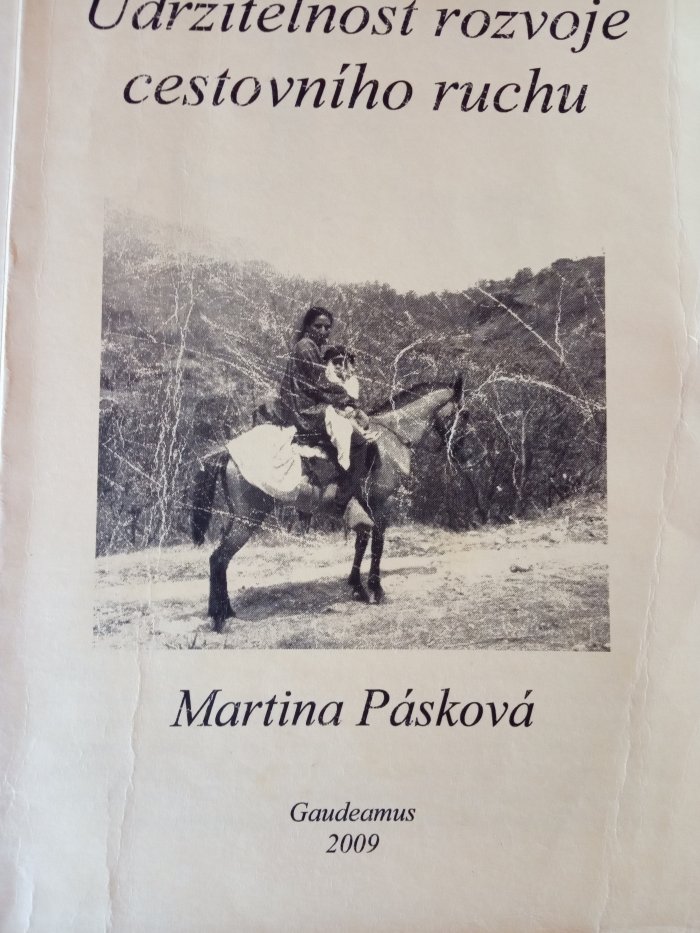 Udržitelnost rozvoje
cestovního ruchu
Martina Pásková
Gaudeamus
2009